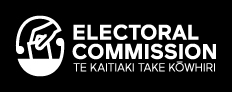 ELECTORAL
COMMISSION
TE KAITIAKI TAKE KŌWHIRI